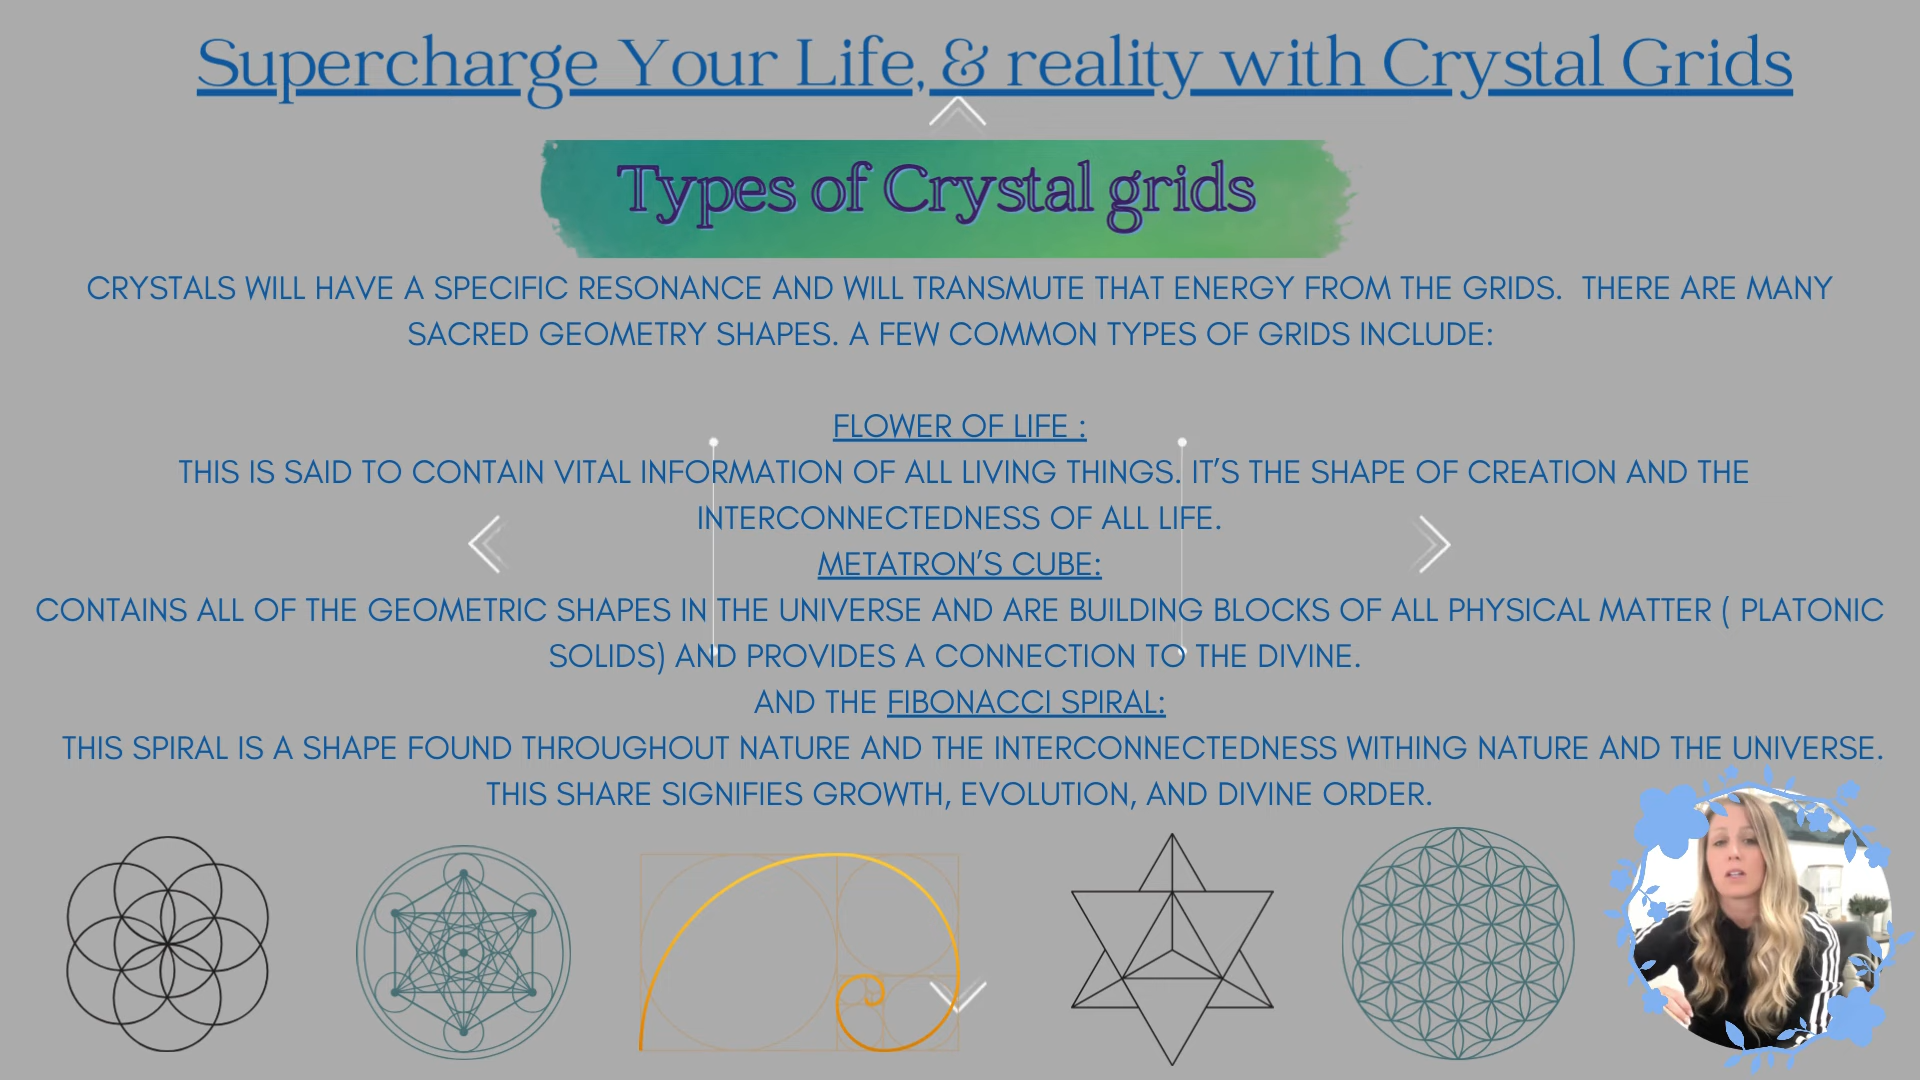 Supercharge Your Life, & reality with Crystal Grids
Types of Crystal grids
CRYSTALS WILL HAVE A SPECIFIC RESONANCE AND WILL TRANSMUTE THAT ENERGY FROM THE GRIDS.  THERE ARE MANY
SACRED GEOMETRY SHAPES. A FEW COMMON TYPES OF GRIDS INCLUDE:
FLOWER OF LIFE :
THIS IS SAID TO CONTAIN VITAL INFORMATION OF ALL LIVING THINGS. IT'S THE SHAPE OF CREATION AND THE
INTERCONNECTEDNESS OF ALL LIFE.
METATRON'S CUBE:
CONTAINS ALL OF THE GEOMETRIC SHAPES IN THE UNIVERSE AND ARE BUILDING BLOCKS OF ALL PHYSICAL MATTER ( PLATONIC
SOLIDS) AND PROVIDES A CONNECTION TO THE DIVINE.
AND THE FIBONACCI SPIRAL:
THIS SPIRAL IS A SHAPE FOUND THROUGHOUT NATURE AND THE INTERCONNECTEDNESS WITHING NATURE AND THE UNIVERSE.
THIS SHARE SIGNIFIES GROWTH, EVOLUTION, AND DIVINE ORDER.